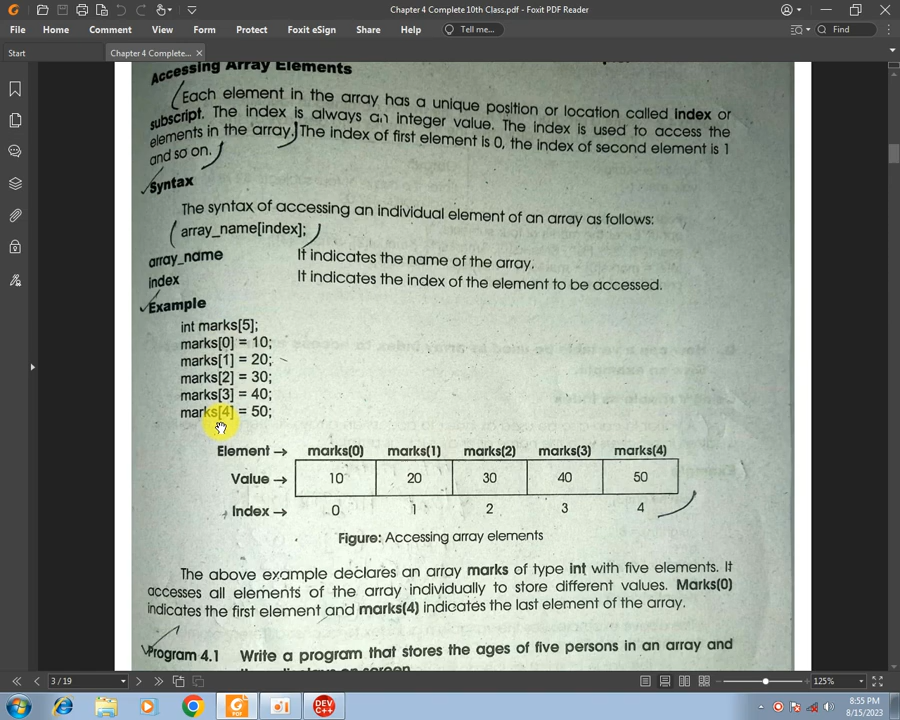 Chapter 4 Complete 10th Class.pdf - Foxit PDF Reader
File Home Comment View Form Protect Foxit eSign Share Help Tell me... Find
Start Chapter 4 Complete...
Accessing Array Elements
Each element in the array has a unique position or location called index or
subscript. The index is always an integer value. The index is used to access the
elements in the array. The index of first element is 0, the index of second element is 1
and so on.
Syntax
The syntax of accessing an individual element of an array as follows:
array_name[index];
array_name It indicates the name of the array.
index It indicates the index of the element to be accessed.
Example
int marks[5];
marks[0] = 10;
marks[1] = 20;
marks[2] = 30;
marks[3] = 40;
marks[4] = 50;
Element → marks(0) marks(1) marks(2) marks(3) marks(4)
Value → 10 20 30 40 50
Index → 0 1 2 3 4
Figure: Accessing array elements
The above example declares an array marks of type int with five elements. It
accesses all elements of the array individually to store different values. Marks(0)
indicates the first element and marks(4) indicates the last element of the array.
Program 4.1 Write a program that stores the ages of five persons in an array and
on screen
3 / 19 125%
DEV C++
8:55 PM
8/15/2023